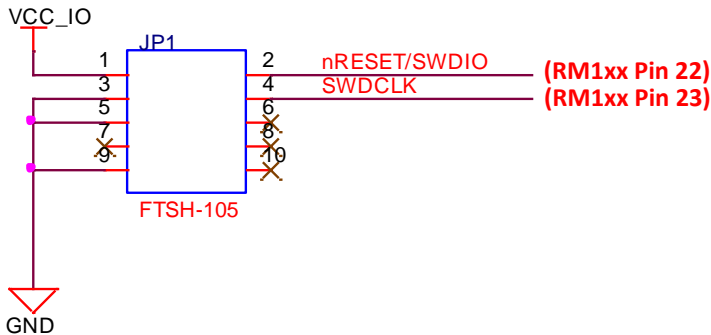 VCC_IO
JP1
1 2 nRESET/SWDIO (RM1xx Pin 22)
3 4 SWDCLK (RM1xx Pin 23)
5 6
7 8
9 10
FTSH-105
GND